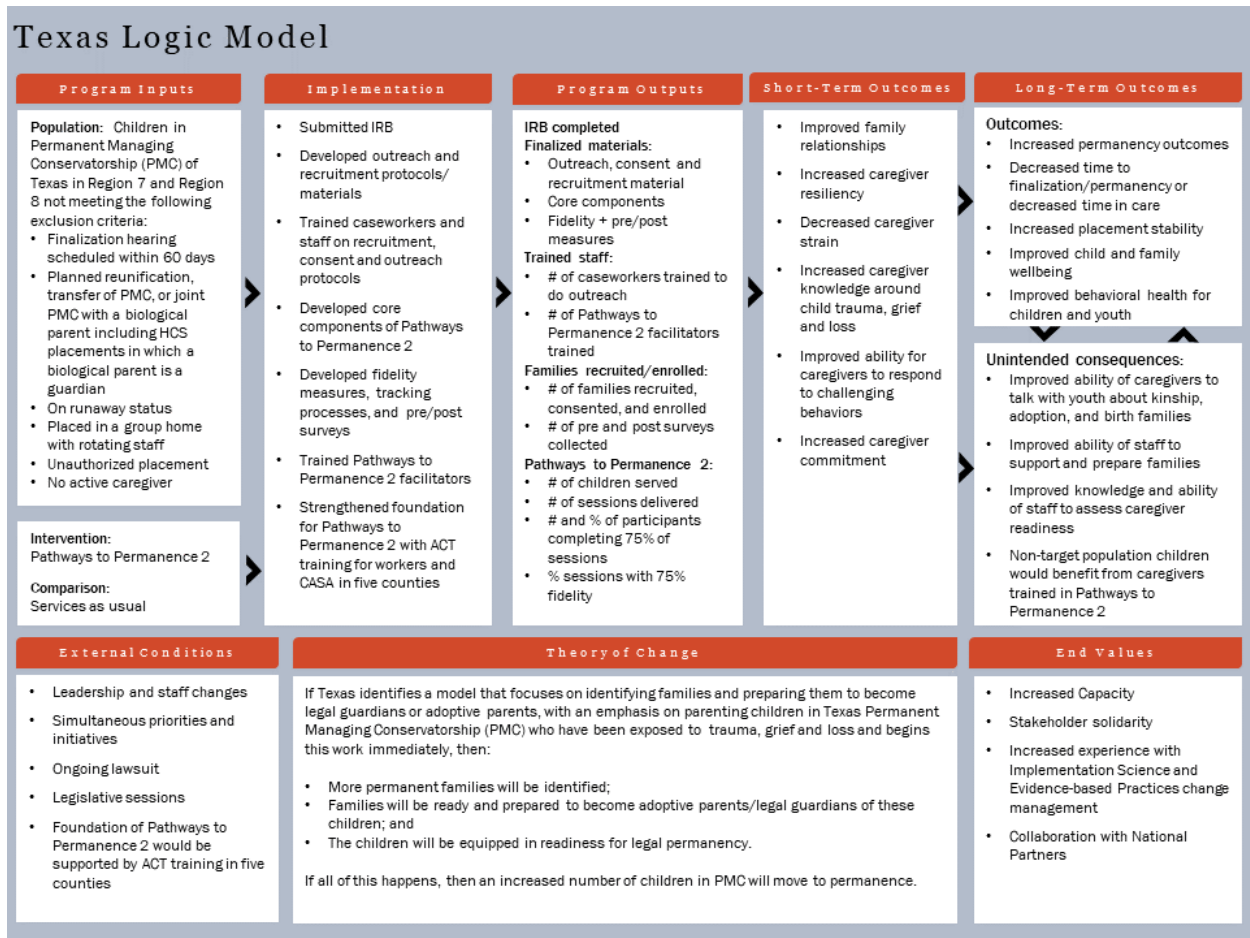 Texas Logic Model
Program Inputs
Population: Children in
Permanent Managing
Conservatorship (PMC) of
Texas in Region 7 and Region
8 not meeting the following
exclusion criteria:
• Finalization hearing
scheduled within 60 days
• Planned reunification,
transfer of PMC, or joint
PMC with a biological
parent including HCS
placements in which a
biological parent is a
guardian
• On runaway status
• Placed in a group home
with rotating staff
• Unauthorized placement
• No active caregiver
Intervention:
Pathways to Permanence 2
Comparison:
Services as usual
Implementation
• Submitted IRB
• Developed outreach and
recruitment protocols/
materials
• Trained caseworkers and
staff on recruitment,
consent and outreach
protocols
• Developed core
components of Pathways
to Permanence 2
• Developed fidelity
measures, tracking
processes, and pre/post
surveys
• Trained Pathways to
Permanence 2 facilitators
• Strengthened foundation
for Pathways to
Permanence 2 with ACT
training for workers and
CASA in five counties
Program Outputs
IRB completed
Finalized materials:
• Outreach, consent and
recruitment material
• Core components
• Fidelity + pre/post
measures
Trained staff:
• # of caseworkers trained to
do outreach
• # of Pathways to
Permanence 2 facilitators
trained
Families recruited/enrolled:
• # of families recruited,
consented, and enrolled
• # of pre and post surveys
collected
Pathways to Permanence 2:
• # of children served
• # of sessions delivered
• # and % of participants
completing 75% of
sessions
• % sessions with 75%
fidelity
Short-Term Outcomes
• Improved family
relationships
• Increased caregiver
resiliency
• Decreased caregiver
strain
• Increased caregiver
knowledge around
child trauma, grief
and loss
• Improved ability for
caregivers to respond
to challenging
behaviors
• Increased caregiver
commitment
Long-Term Outcomes
Outcomes:
• Increased permanency outcomes
• Decreased time to
finalization/permanency or
decreased time in care
• Increased placement stability
• Improved child and family
wellbeing
• Improved behavioral health for
children and youth
Unintended consequences:
• Improved ability of caregivers to
talk with youth about kinship,
adoption, and birth families
• Improved ability of staff to
support and prepare families
• Improved knowledge and ability
of staff to assess caregiver
readiness
• Non-target population children
would benefit from caregivers
trained in Pathways to
Permanence 2
External Conditions
• Leadership and staff changes
• Simultaneous priorities and
initiatives
• Ongoing lawsuit
• Legislative sessions
• Foundation of Pathways to
Permanence 2 would be
supported by ACT training in five
counties
Theory of Change
If Texas identifies a model that focuses on identifying families and preparing them to become
legal guardians or adoptive parents, with an emphasis on parenting children in Texas Permanent
Managing Conservatorship (PMC) who have been exposed to trauma, grief and loss and begins
this work immediately, then:
• More permanent families will be identified;
• Families will be ready and prepared to become adoptive parents/legal guardians of these
children; and
• The children will be equipped in readiness for legal permanency.
If all of this happens, then an increased number of children in PMC will move to permanence.
End Values
• Increased Capacity
• Stakeholder solidarity
• Increased experience with
Implementation Science and
Evidence-based Practices change
management
• Collaboration with National
Partners